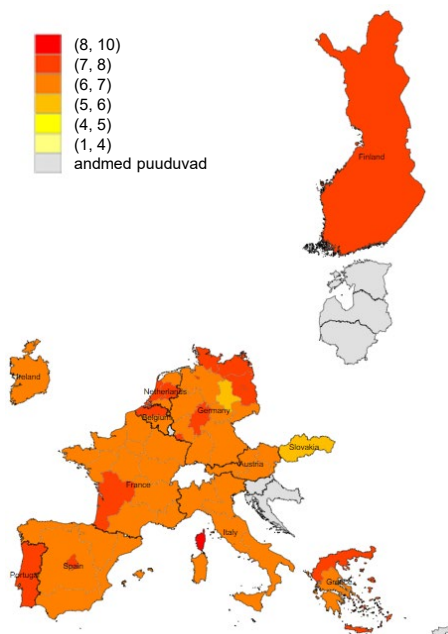 (8, 10)
(7, 8)
(6, 7)
(5, 6)
(4, 5)
(1, 4)
andmed puuduvad
Finland
Ireland
Netherlands
Belgium
Germany
Slovakia
Austria
France
Italy
Portugal
Spain
Greece